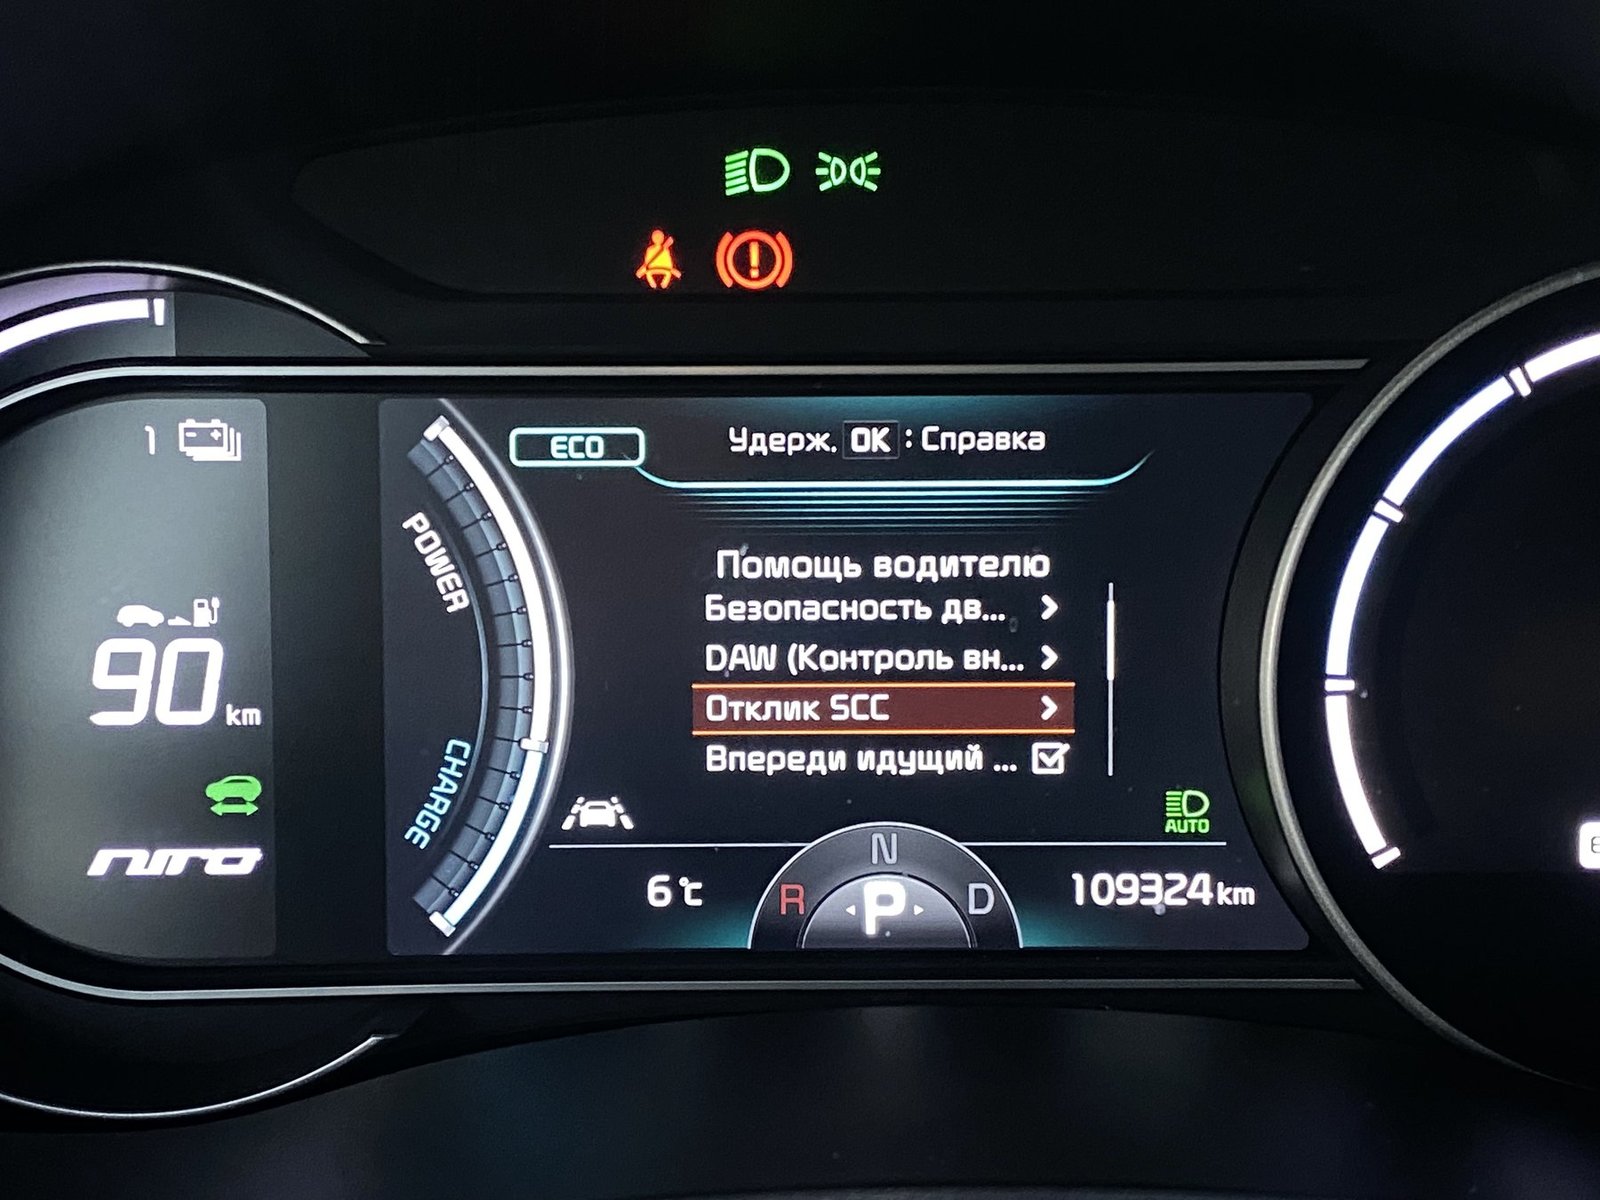 1
ECO
Удерж. OK : Справка
POWER
CHARGE
Помощь водителю
Безопасность дв...
DAW (Контроль вн...
Отклик SCC
Впереди идущий ...
90 km
NIRO
AUTO
6°C
R N P D
109324 km